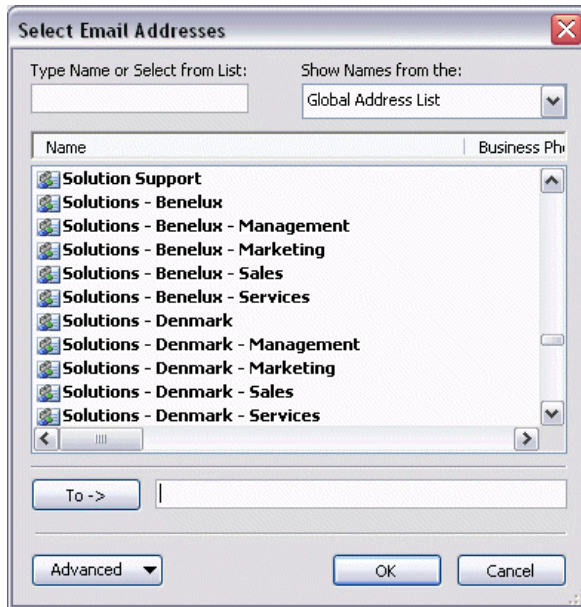 Select Email Addresses
Type Name or Select from List: Show Names from the:
Global Address List
Name Business Pho
Solution Support
Solutions - Benelux
Solutions - Benelux - Management
Solutions - Benelux - Marketing
Solutions - Benelux - Sales
Solutions - Benelux - Services
Solutions - Denmark
Solutions - Denmark - Management
Solutions - Denmark - Marketing
Solutions - Denmark - Sales
Solutions - Denmark - Services
To ->
Advanced OK Cancel